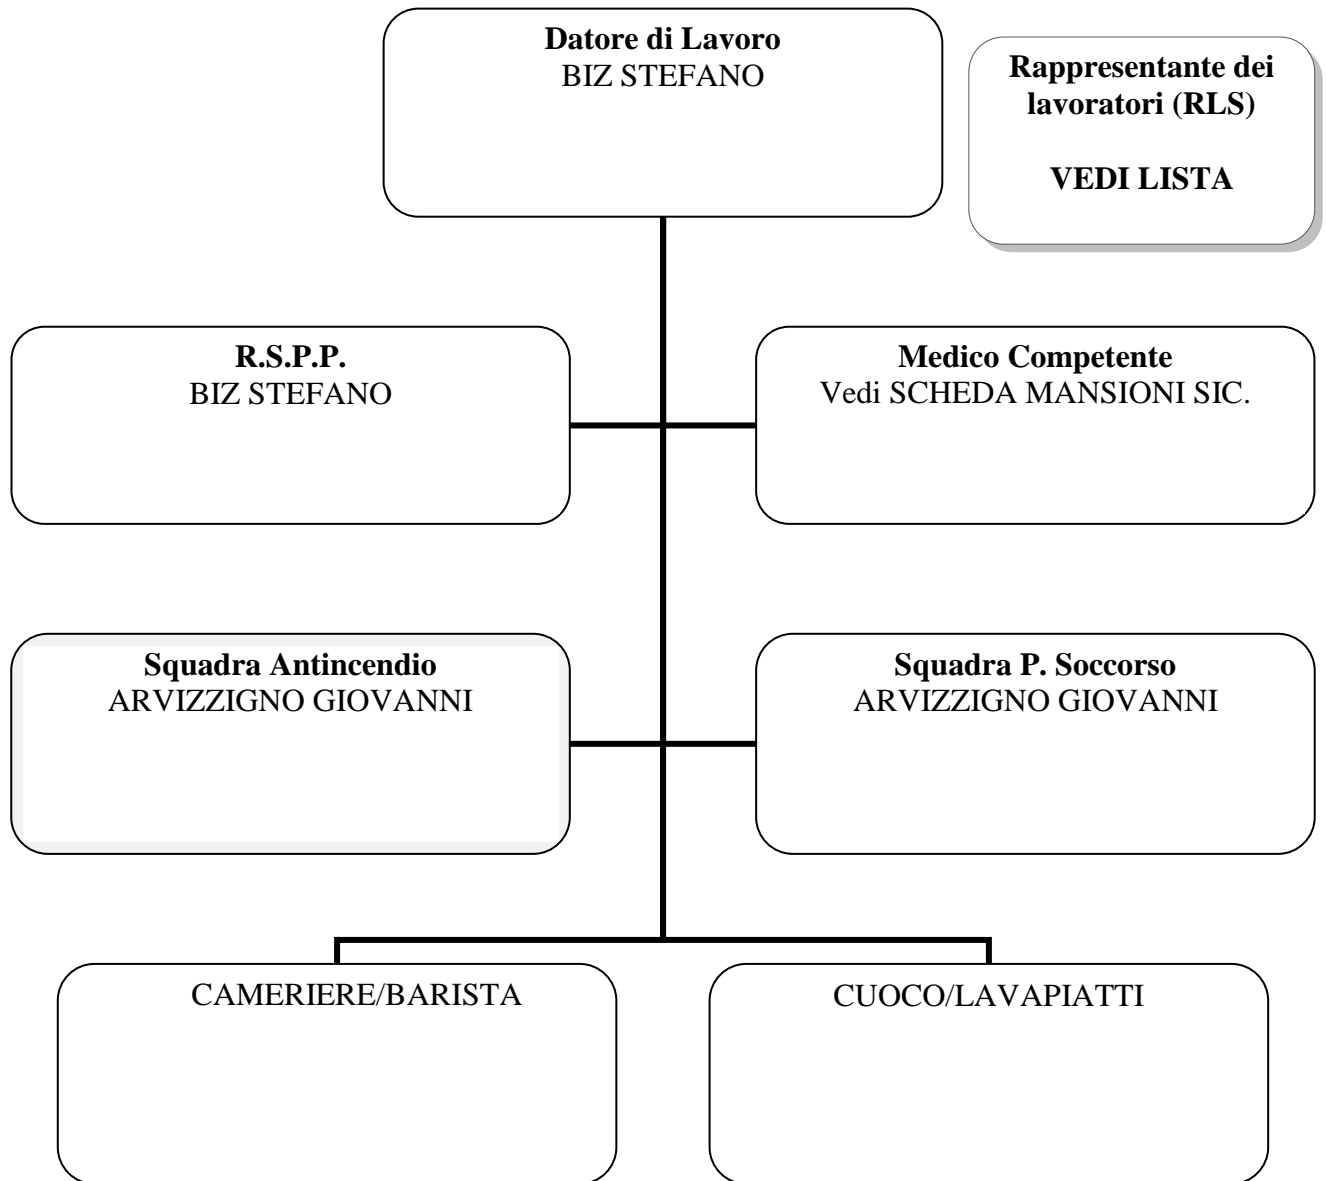 Datore di Lavoro
BIZ STEFANO
Rappresentante dei
lavoratori (RLS)
VEDI LISTA
R.S.P.P.
BIZ STEFANO
Medico Competente
Vedi SCHEDA MANSIONI SIC.
Squadra Antincendio
ARVIZZIGNO GIOVANNI
Squadra P. Soccorso
ARVIZZIGNO GIOVANNI
CAMERIERE/BARISTA
CUOCO/LAVAPIATTI